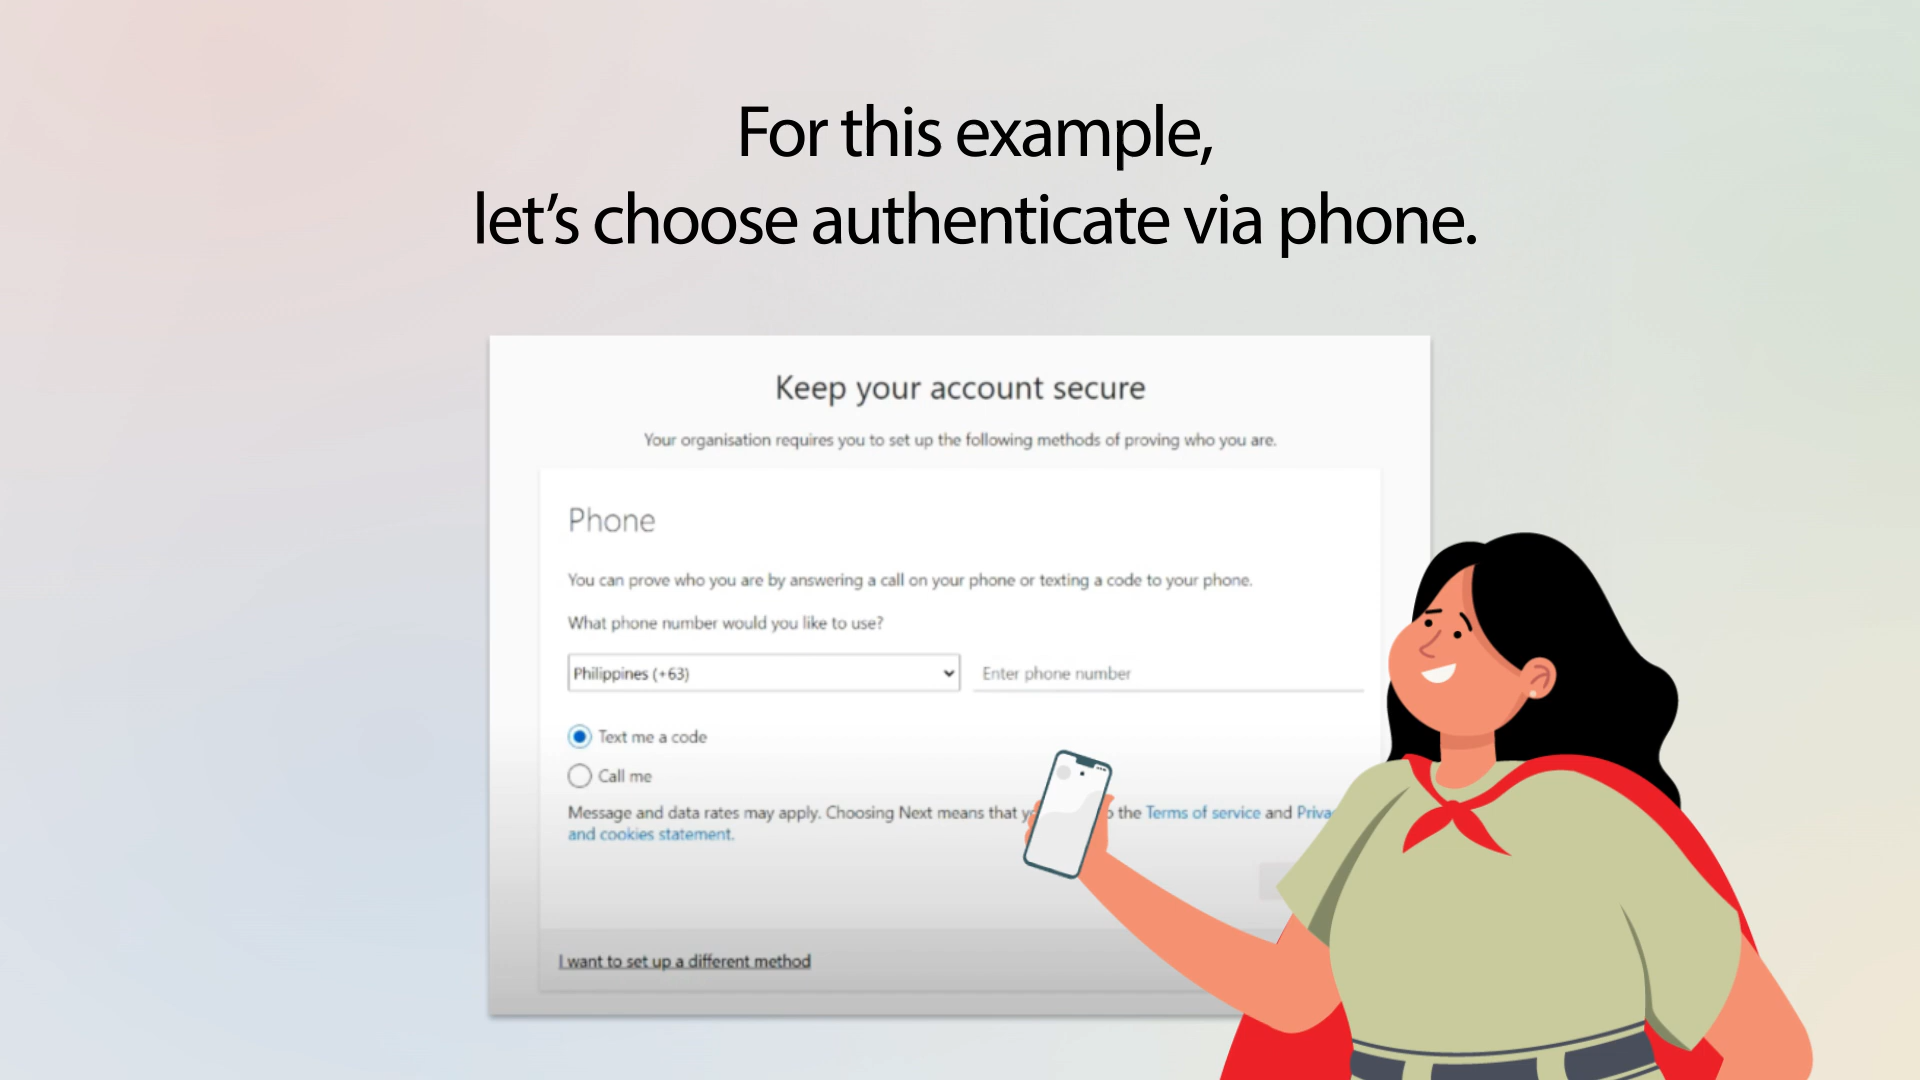 For this example,
let’s choose authenticate via phone.
Keep your account secure
Your organisation requires you to set up the following methods of proving who you are.
Phone
You can prove who you are by answering a call on your phone or texting a code to your phone.
What phone number would you like to use?
Philippines (+63)
Enter phone number
Text me a code
Call me
Message and data rates may apply. Choosing Next means that the Terms of service and
and cookies statement.
I want to set up a different method